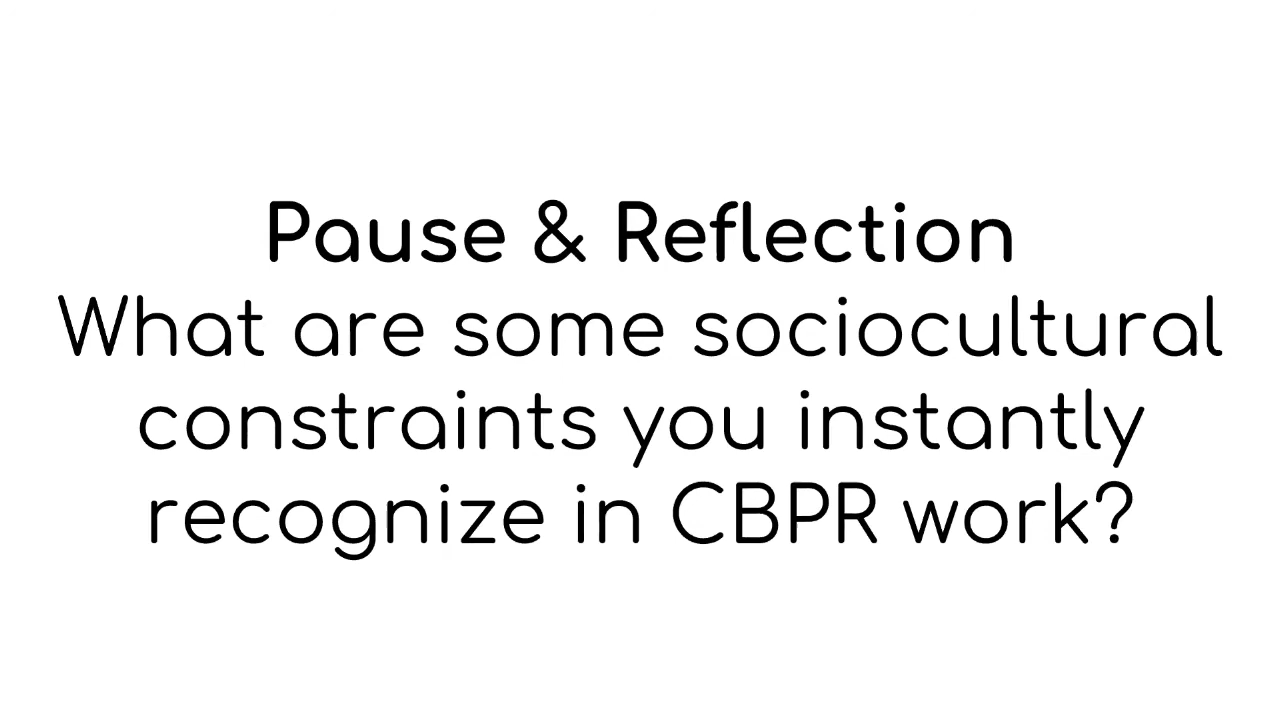 Pause & Reflection
What are some sociocultural
constraints you instantly
recognize in CBPR work?